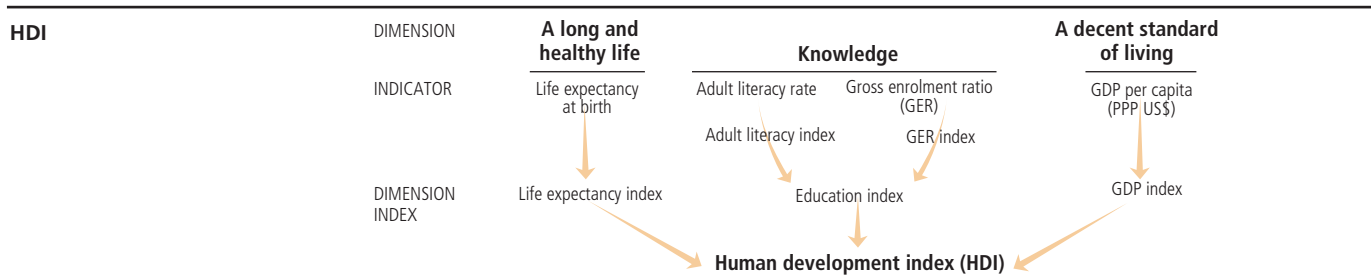 HDI
DIMENSION
A long and
healthy life
Knowledge
A decent standard
of living
INDICATOR
Life expectancy
at birth
Adult literacy rate
Gross enrolment ratio
(GER)
GDP per capita
(PPP US$)
Adult literacy index
GER index
DIMENSION
INDEX
Life expectancy index
Education index
GDP index
Human development index (HDI)